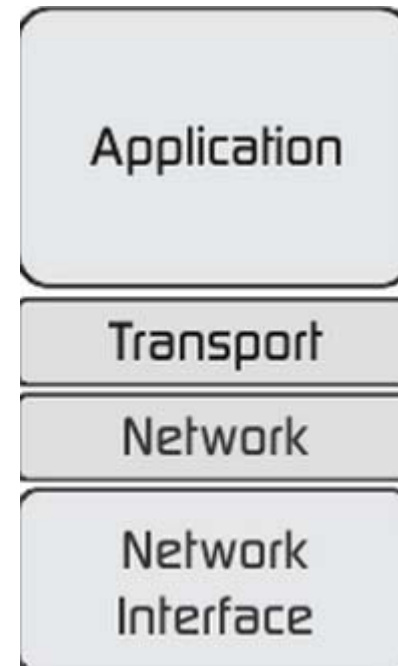 Application
Transport
Network
Network
Interface